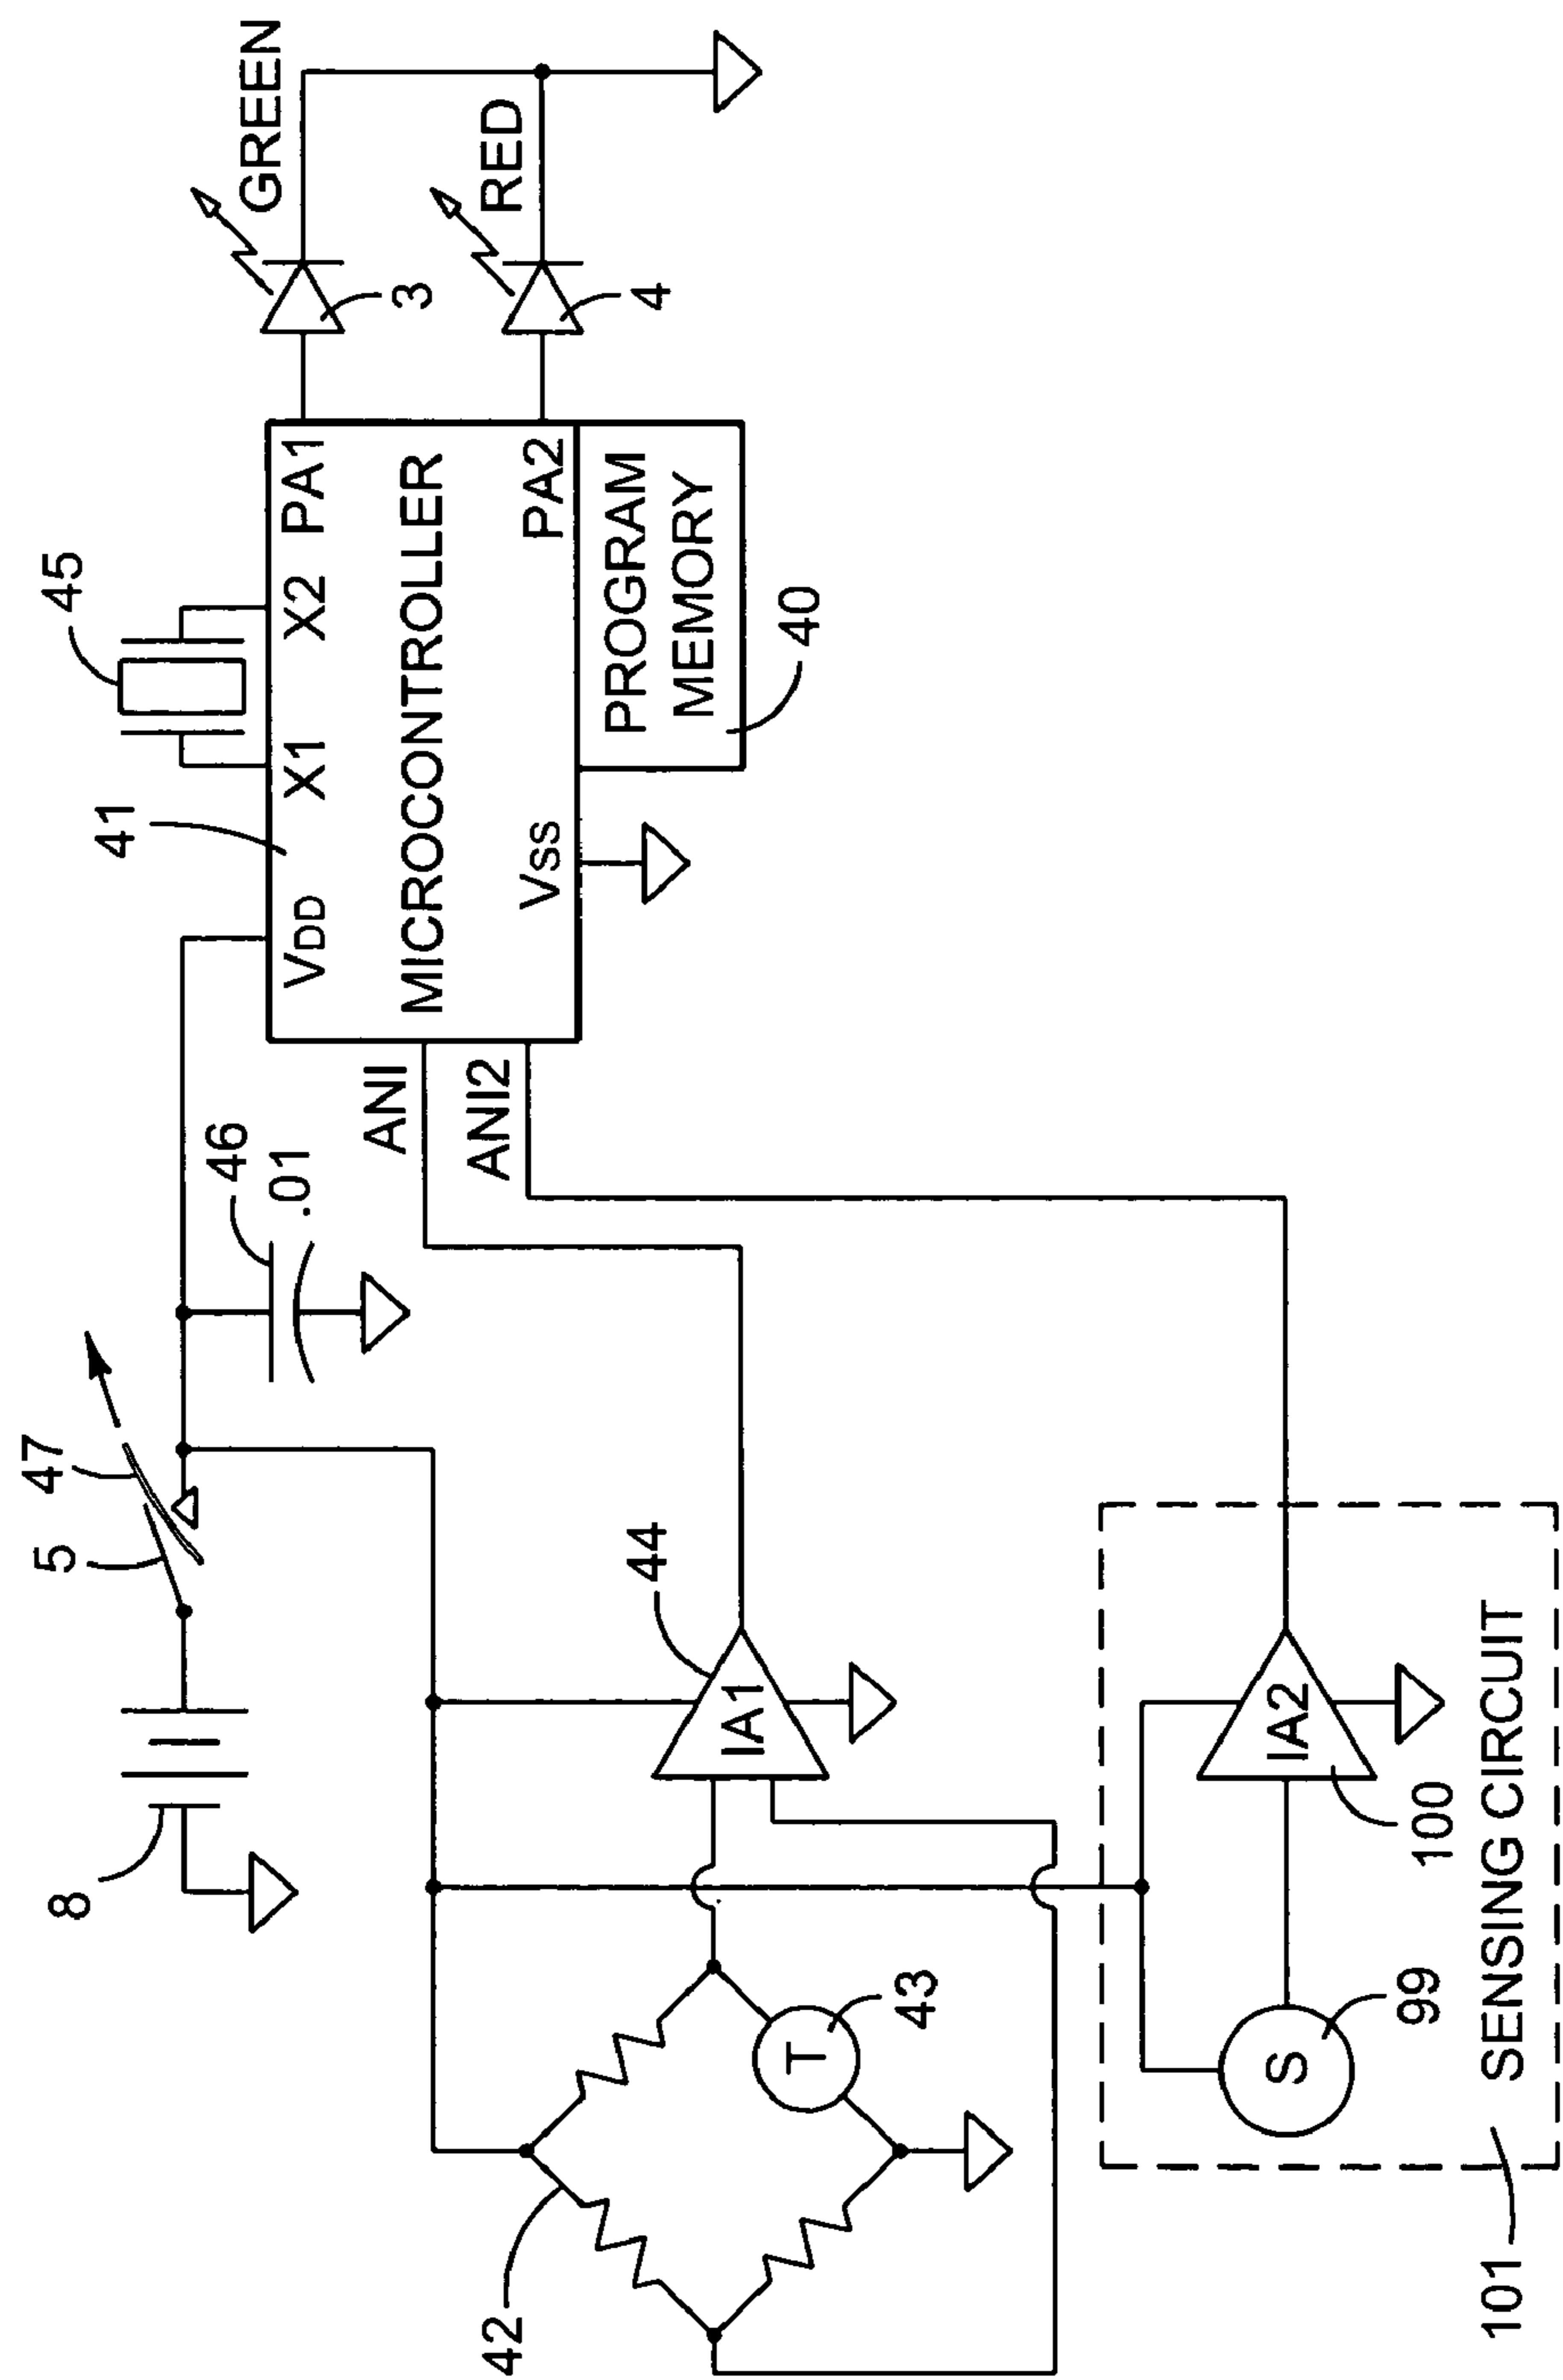 8
5
47
46
.01
41
45
VDD
X1
X2
PA1
GREEN
3
MICROCONTROLLER
ANI
ANI2
VSS
PA2
RED
4
PROGRAM
MEMORY
40
42
T
43
44
IA1
S
99
IA2
100
SENSING CIRCUIT
101